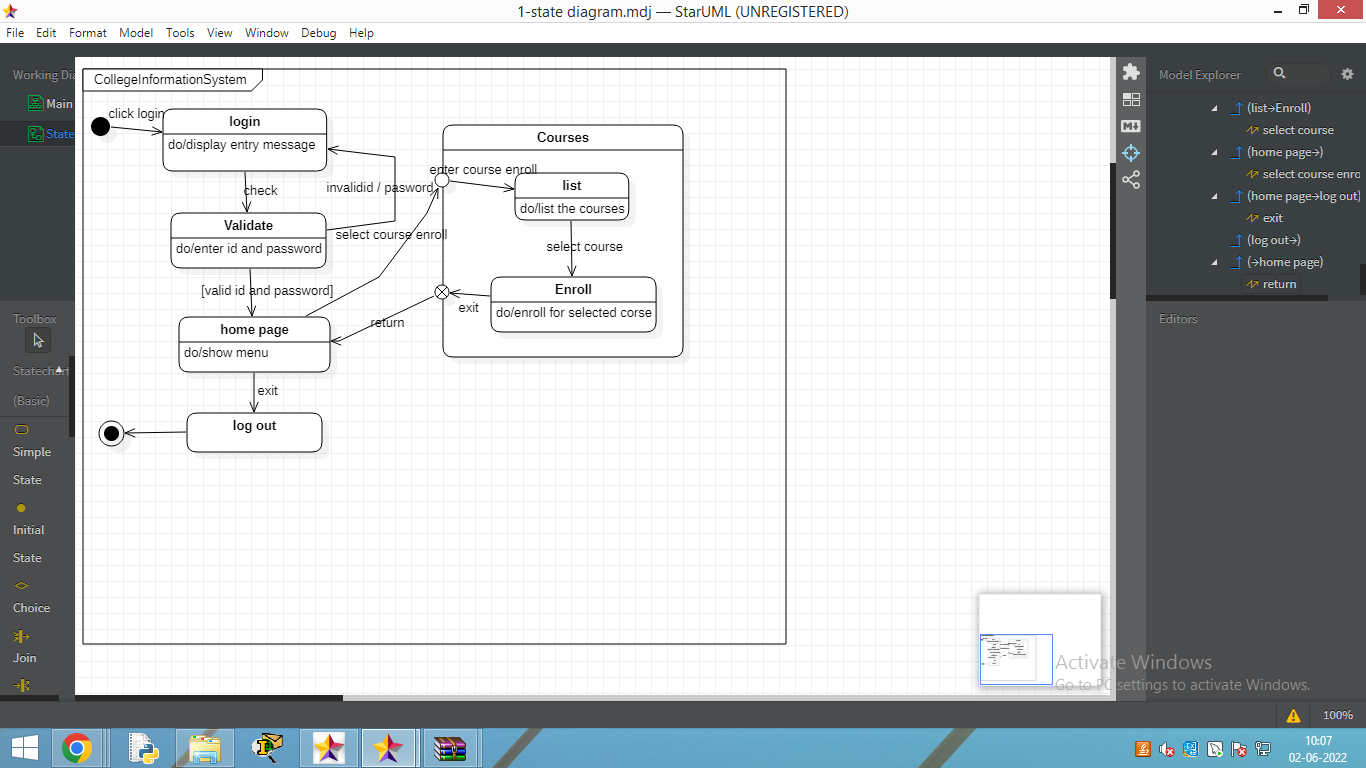 1-state diagram.mdj — StarUML (UNREGISTERED)
File Edit Format Model Tools View Window Debug Help
Working Dia
Main
State
Toolbox
Statechart
(Basic)
Simple
State
Initial
State
Choice
Join
CollegeInformationSystem
click login
login
do/display entry message
check
invalidid / pasword
Validate
do/enter id and password
select course enroll
[valid id and password]
home page
do/show menu
return
exit
log out
Courses
enter course enroll
list
do/list the courses
select course
Enroll
do/enroll for selected corse
exit
Model Explorer
(list→Enroll)
select course
(home page→)
select course enro
(home page→log out)
exit
(log out→)
(→home page)
return
Editors
Activate Windows
Go to PC settings to activate Windows.
100%
10:07
02-06-2022